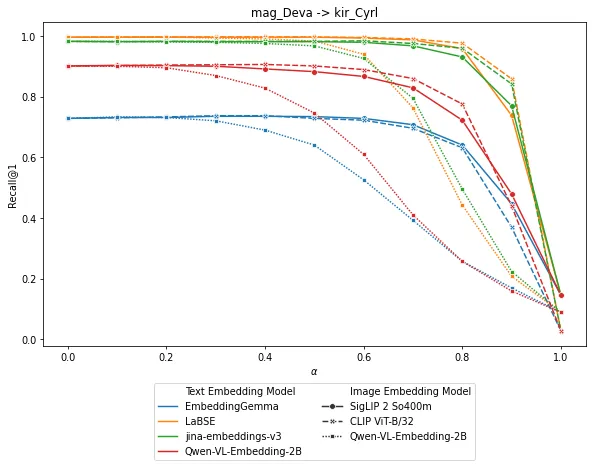 mag_Deva -> kir_Cyrl
Recall@1
1.0
0.8
0.6
0.4
0.2
0.0
0.0 0.2 0.4 0.6 0.8 1.0
α
Text Embedding Model
EmbeddingGemma
LaBSE
jina-embeddings-v3
Qwen-VL-Embedding-2B
Image Embedding Model
SigLIP 2 So400m
CLIP ViT-B/32
Qwen-VL-Embedding-2B